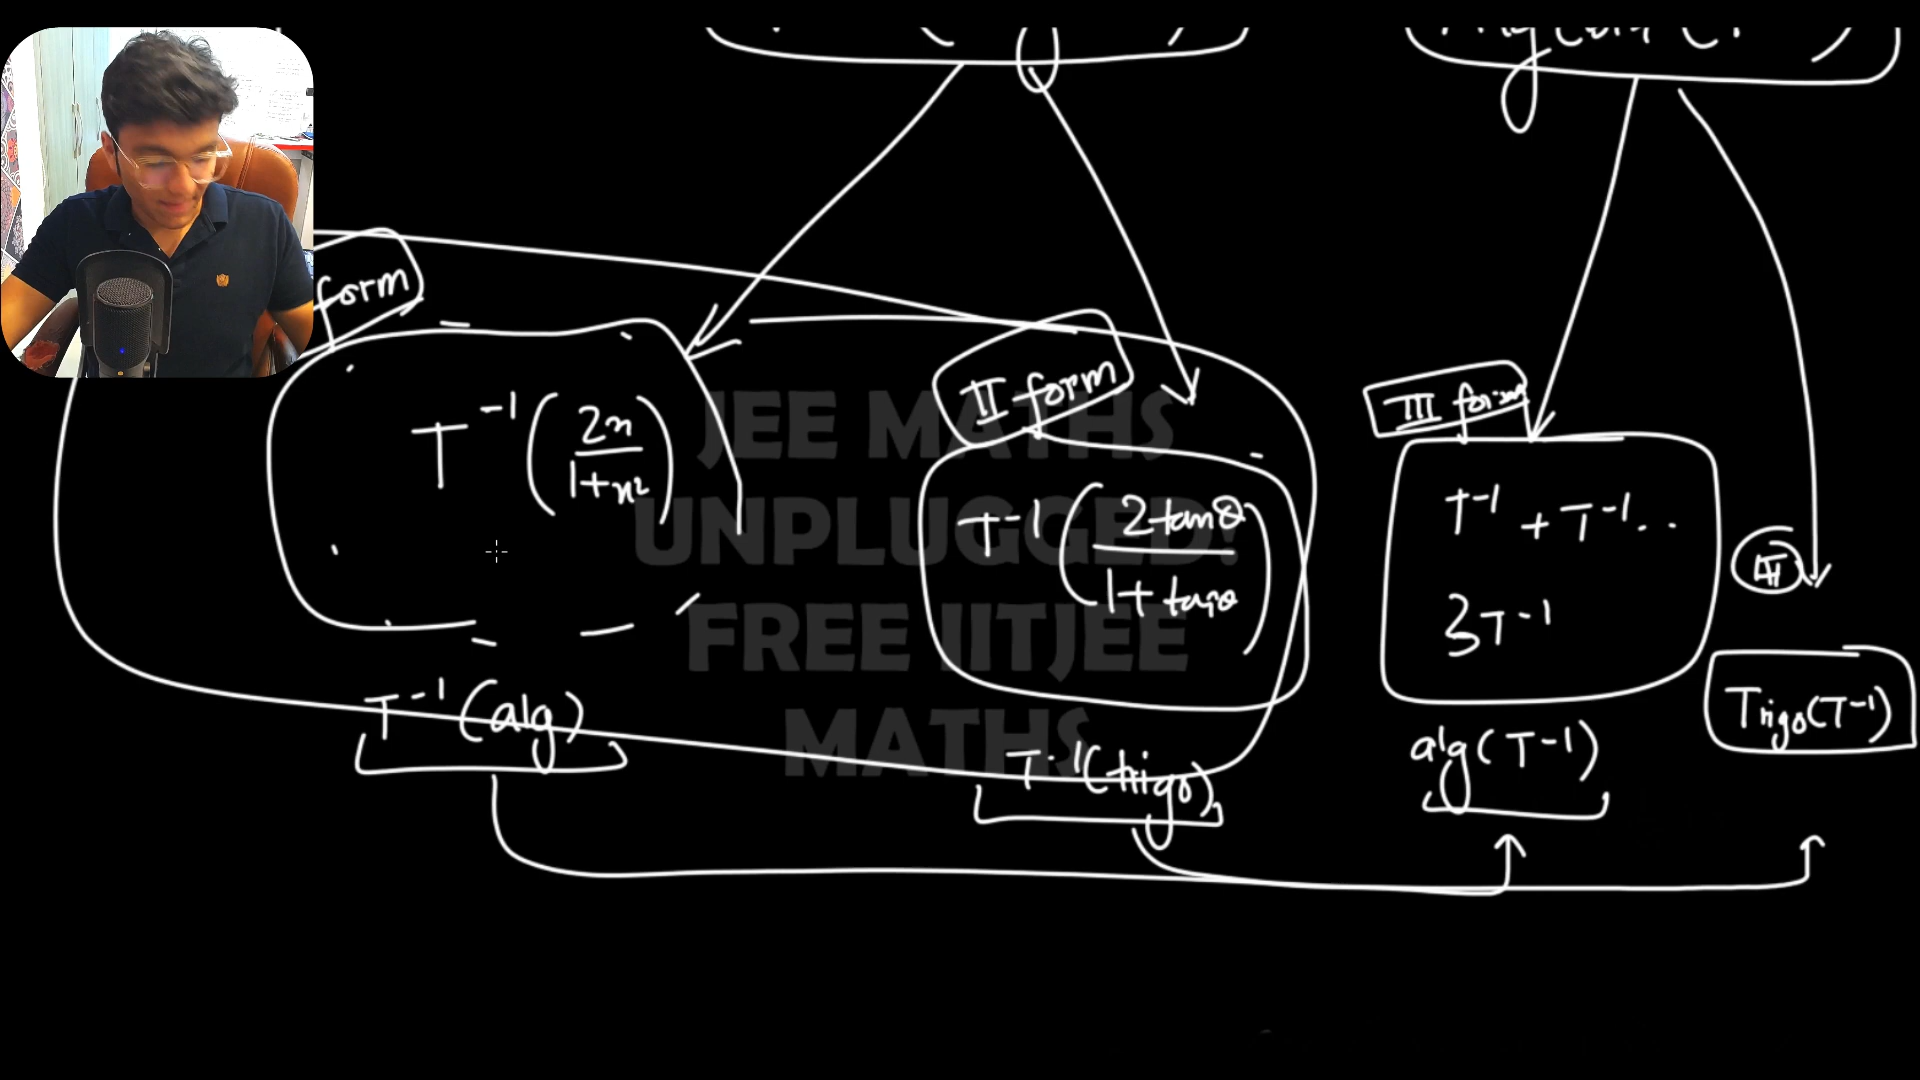 form
T⁻¹(2x/1+x²)
T⁻¹(alg)
II form
T⁻¹(2tanθ/1+tanθ)
T⁻¹(trigo)
III form
T⁻¹ + T⁻¹..
3T⁻¹
alg(T⁻¹)
IV
Trigo(T⁻¹)
JEE MATHS
UNPLUGGED!
FREE IITJEE
MATHS